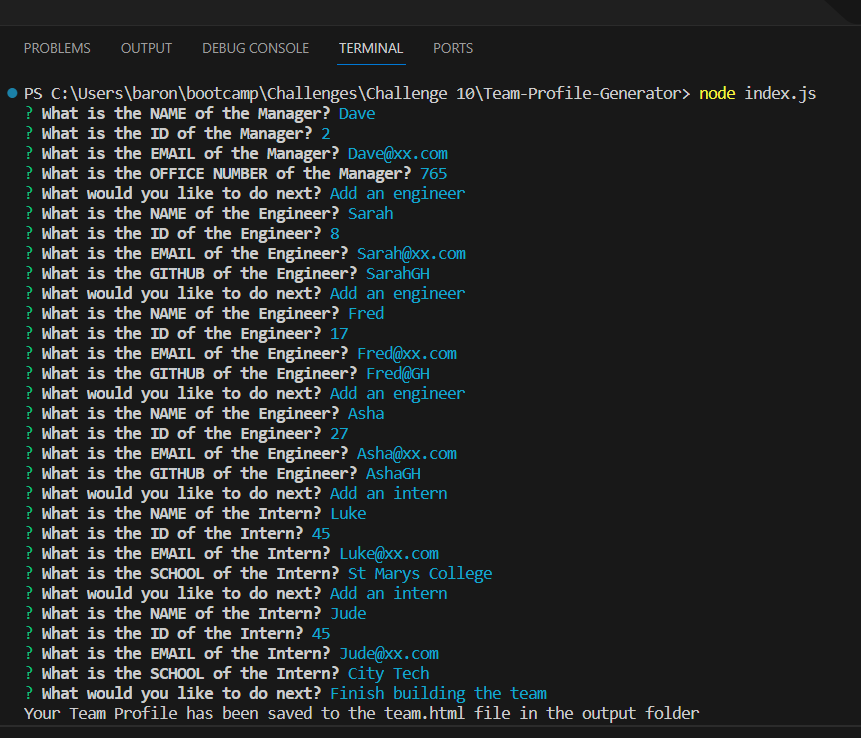 PROBLEMS OUTPUT DEBUG CONSOLE TERMINAL PORTS
PS C:\Users\baron\bootcamp\Challenges\Challenge 10\Team-Profile-Generator> node index.js
? What is the NAME of the Manager? Dave
? What is the ID of the Manager? 2
? What is the EMAIL of the Manager? Dave@xx.com
? What is the OFFICE NUMBER of the Manager? 765
? What would you like to do next? Add an engineer
? What is the NAME of the Engineer? Sarah
? What is the ID of the Engineer? 8
? What is the EMAIL of the Engineer? Sarah@xx.com
? What is the GITHUB of the Engineer? SarahGH
? What would you like to do next? Add an engineer
? What is the NAME of the Engineer? Fred
? What is the ID of the Engineer? 17
? What is the EMAIL of the Engineer? Fred@xx.com
? What is the GITHUB of the Engineer? Fred@GH
? What would you like to do next? Add an engineer
? What is the NAME of the Engineer? Asha
? What is the ID of the Engineer? 27
? What is the EMAIL of the Engineer? Asha@xx.com
? What is the GITHUB of the Engineer? AshaGH
? What would you like to do next? Add an intern
? What is the NAME of the Intern? Luke
? What is the ID of the Intern? 45
? What is the EMAIL of the Intern? Luke@xx.com
? What is the SCHOOL of the Intern? St Marys College
? What would you like to do next? Add an intern
? What is the NAME of the Intern? Jude
? What is the ID of the Intern? 45
? What is the EMAIL of the Intern? Jude@xx.com
? What is the SCHOOL of the Intern? City Tech
? What would you like to do next? Finish building the team
Your Team Profile has been saved to the team.html file in the output folder